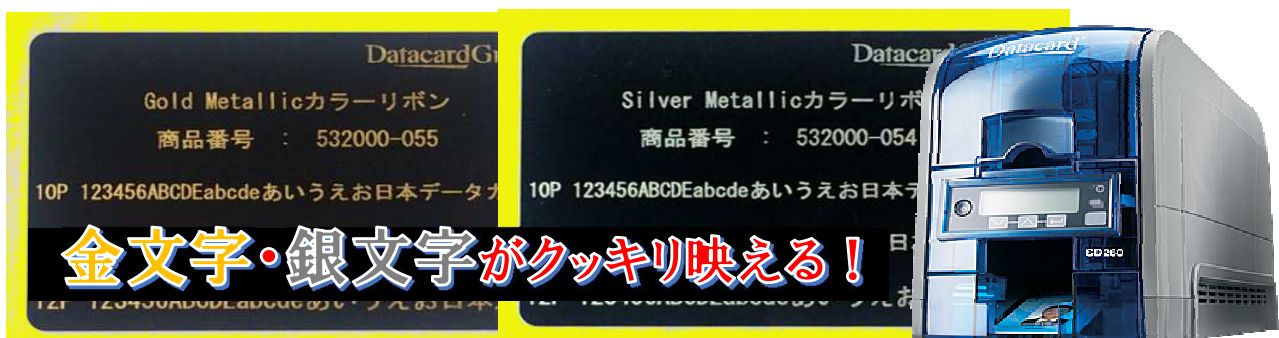 DatacardGr
Gold Metallicカラーリボン
商品番号 : 532000-055
10P 123456ABCDEabcdeあいうえお日本データカ
Datacar
Silver Metallicカラーリボ
商品番号 : 532000-054
10P 123456ABCDEabcdeあいうえお日本デ
金文字・銀文字がクッキリ映える!
Datacard
SD260